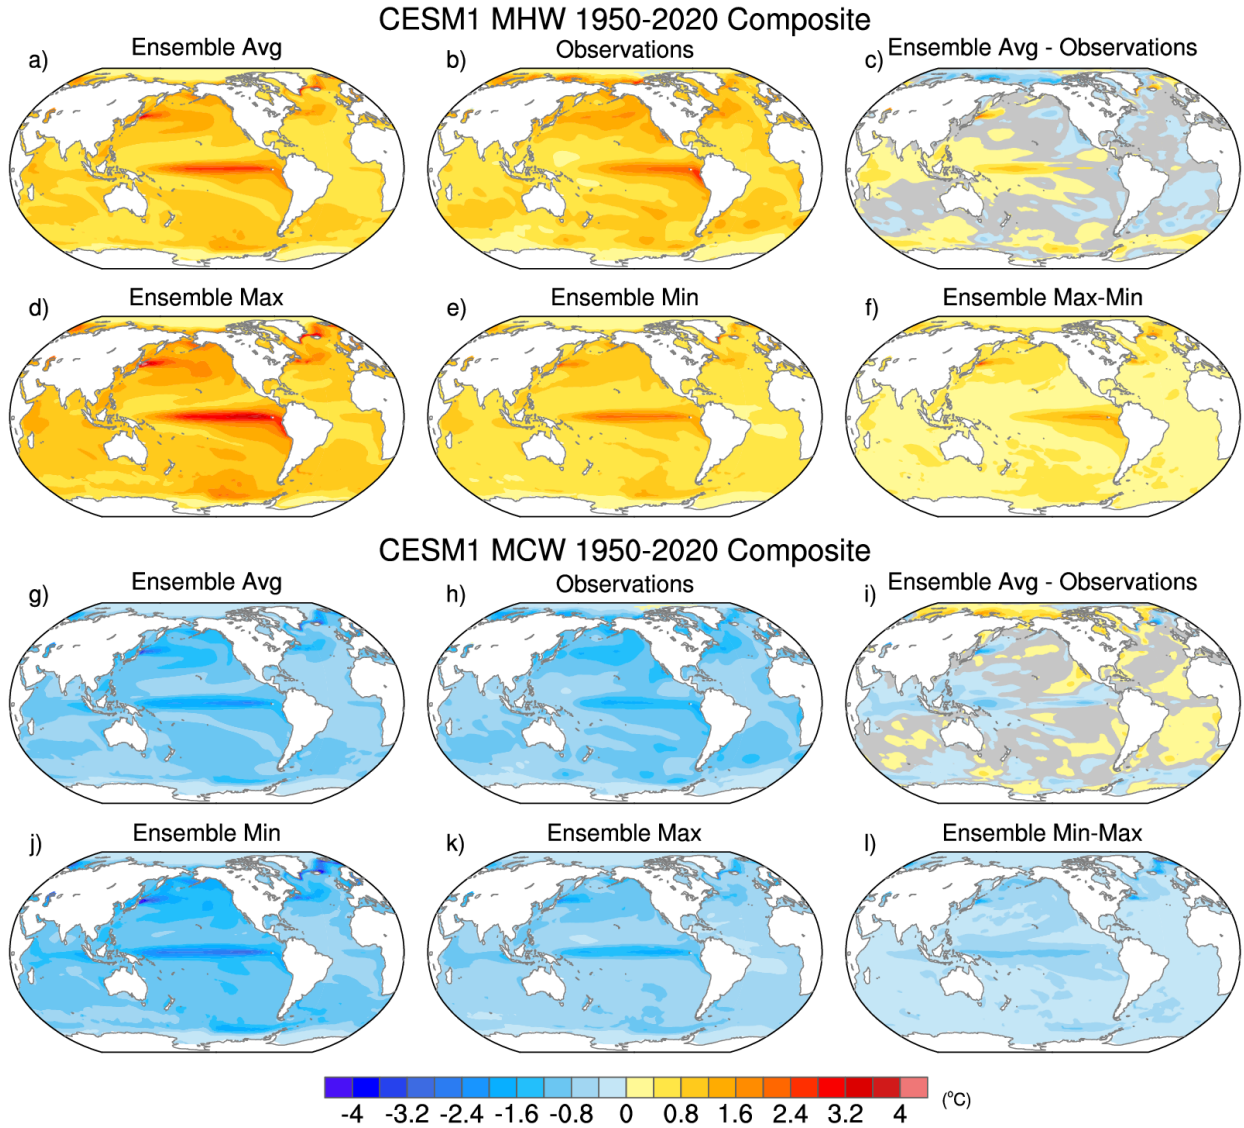 CESM1 MHW 1950-2020 Composite
a) Ensemble Avg
b) Observations
c) Ensemble Avg - Observations
d) Ensemble Max
e) Ensemble Min
f) Ensemble Max-Min
CESM1 MCW 1950-2020 Composite
g) Ensemble Avg
h) Observations
i) Ensemble Avg - Observations
j) Ensemble Min
k) Ensemble Max
l) Ensemble Min-Max
-4 -3.2 -2.4 -1.6 -0.8 0 0.8 1.6 2.4 3.2 4 (°C)